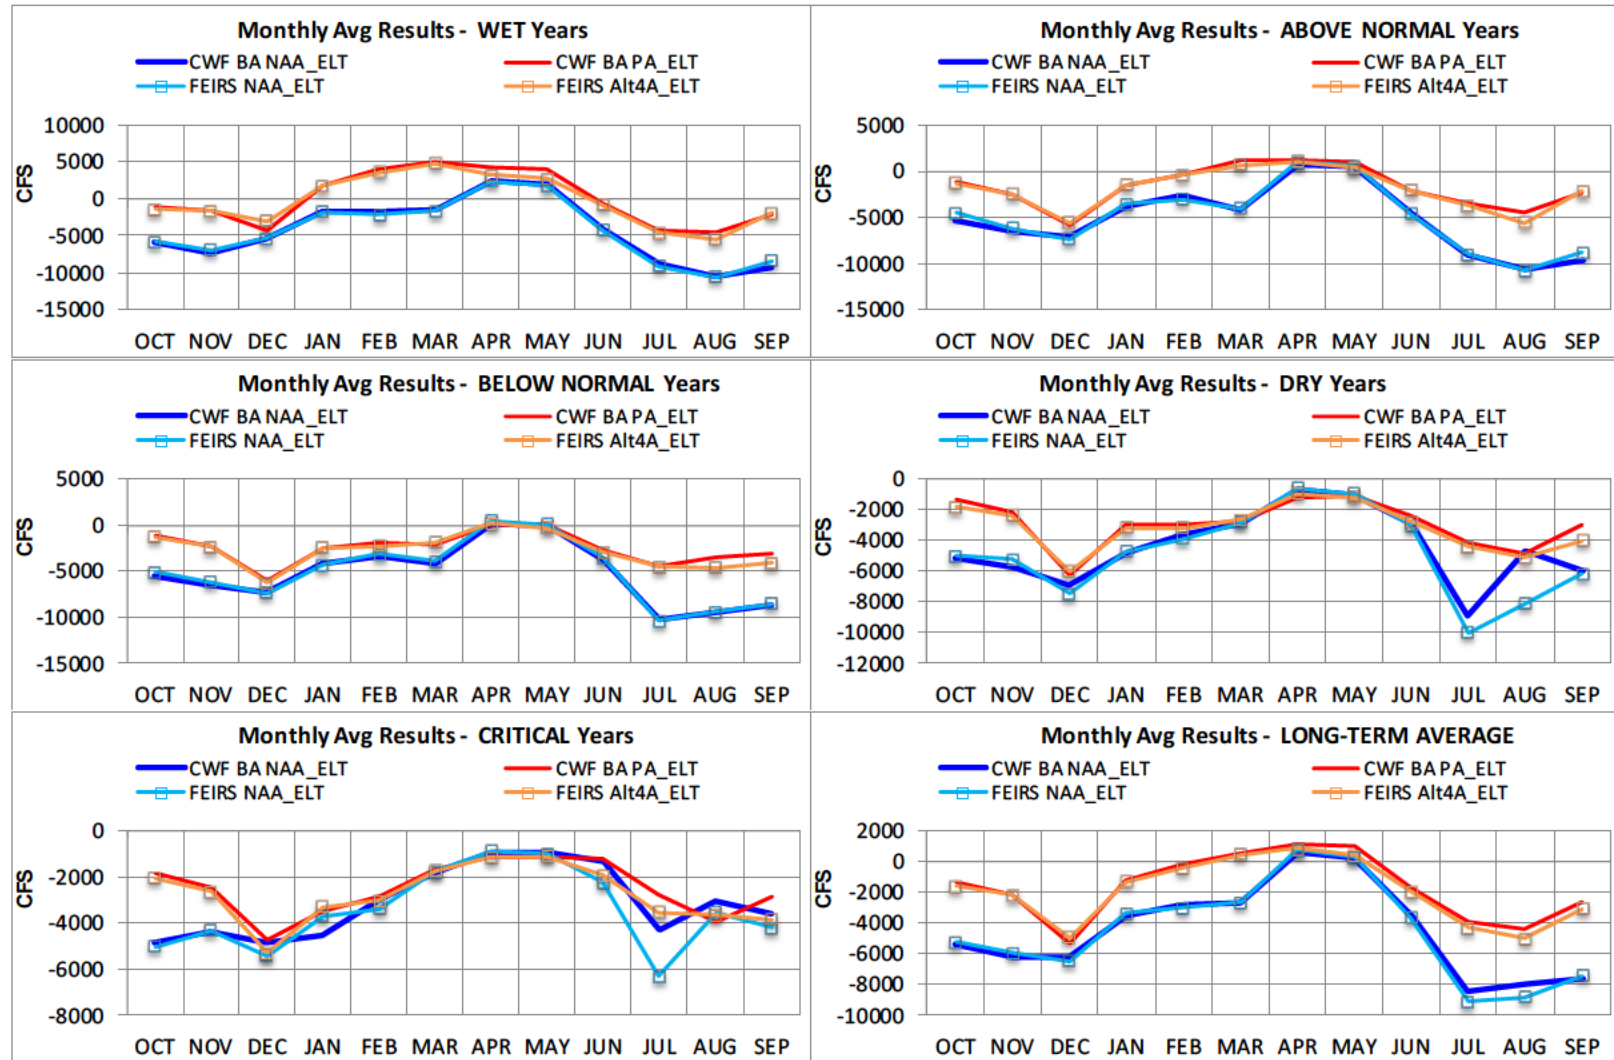 Monthly Avg Results - WET Years
CWF BA NAA_ELT CWF BA PA_ELT
FEIRS NAA_ELT FEIRS Alt4A_ELT
10000
5000
0
-5000
-10000
-15000
CFS
OCT NOV DEC JAN FEB MAR APR MAY JUN JUL AUG SEP
Monthly Avg Results - ABOVE NORMAL Years
CWF BA NAA_ELT CWF BA PA_ELT
FEIRS NAA_ELT FEIRS Alt4A_ELT
5000
0
-5000
-10000
-15000
CFS
OCT NOV DEC JAN FEB MAR APR MAY JUN JUL AUG SEP
Monthly Avg Results - BELOW NORMAL Years
CWF BA NAA_ELT CWF BA PA_ELT
FEIRS NAA_ELT FEIRS Alt4A_ELT
5000
0
-5000
-10000
-15000
CFS
OCT NOV DEC JAN FEB MAR APR MAY JUN JUL AUG SEP
Monthly Avg Results - DRY Years
CWF BA NAA_ELT CWF BA PA_ELT
FEIRS NAA_ELT FEIRS Alt4A_ELT
0
-2000
-4000
-6000
-8000
-10000
-12000
CFS
OCT NOV DEC JAN FEB MAR APR MAY JUN JUL AUG SEP
Monthly Avg Results - CRITICAL Years
CWF BA NAA_ELT CWF BA PA_ELT
FEIRS NAA_ELT FEIRS Alt4A_ELT
0
-2000
-4000
-6000
-8000
CFS
OCT NOV DEC JAN FEB MAR APR MAY JUN JUL AUG SEP
Monthly Avg Results - LONG-TERM AVERAGE
CWF BA NAA_ELT CWF BA PA_ELT
FEIRS NAA_ELT FEIRS Alt4A_ELT
2000
0
-2000
-4000
-6000
-8000
-10000
CFS
OCT NOV DEC JAN FEB MAR APR MAY JUN JUL AUG SEP